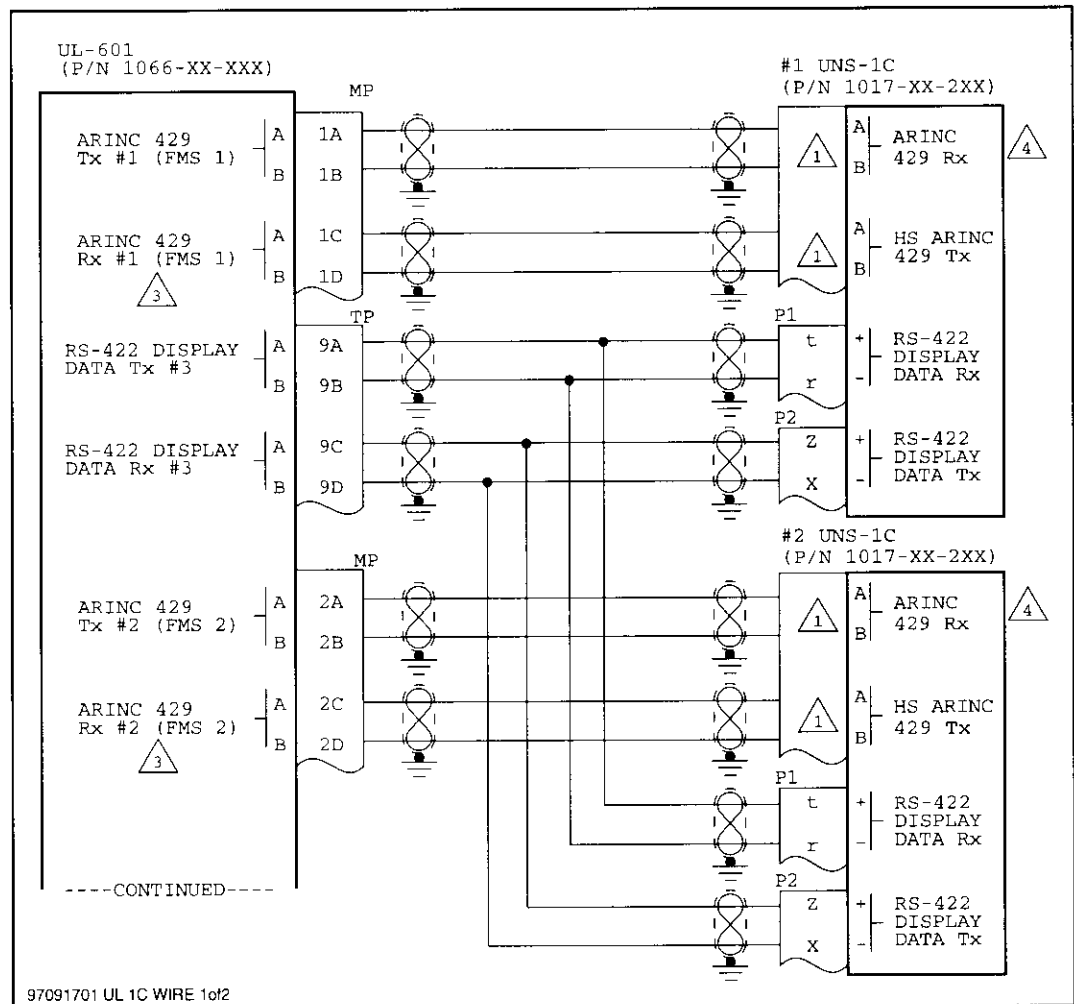 UL-601
(P/N 1066-XX-XXX)
MP
ARINC 429
Tx #1 (FMS 1)
A
B
1A
1B
ARINC 429
Rx #1 (FMS 1)
3
A
B
1C
1D
TP
RS-422 DISPLAY
DATA Tx #3
A
B
9A
9B
RS-422 DISPLAY
DATA Rx #3
A
B
9C
9D
MP
ARINC 429
Tx #2 (FMS 2)
A
B
2A
2B
ARINC 429
Rx #2 (FMS 2)
3
A
B
2C
2D
----CONTINUED----
#1 UNS-1C
(P/N 1017-XX-2XX)
1
A
B
ARINC
429 Rx
4
1
A
B
HS ARINC
429 Tx
P1
t
r
+
-
RS-422
DISPLAY
DATA Rx
P2
Z
X
+
-
RS-422
DISPLAY
DATA Tx
#2 UNS-1C
(P/N 1017-XX-2XX)
1
A
B
ARINC
429 Rx
4
1
A
B
HS ARINC
429 Tx
P1
t
r
+
-
RS-422
DISPLAY
DATA Rx
P2
Z
X
+
-
RS-422
DISPLAY
DATA Tx
97091701 UL 1C WIRE 1of2